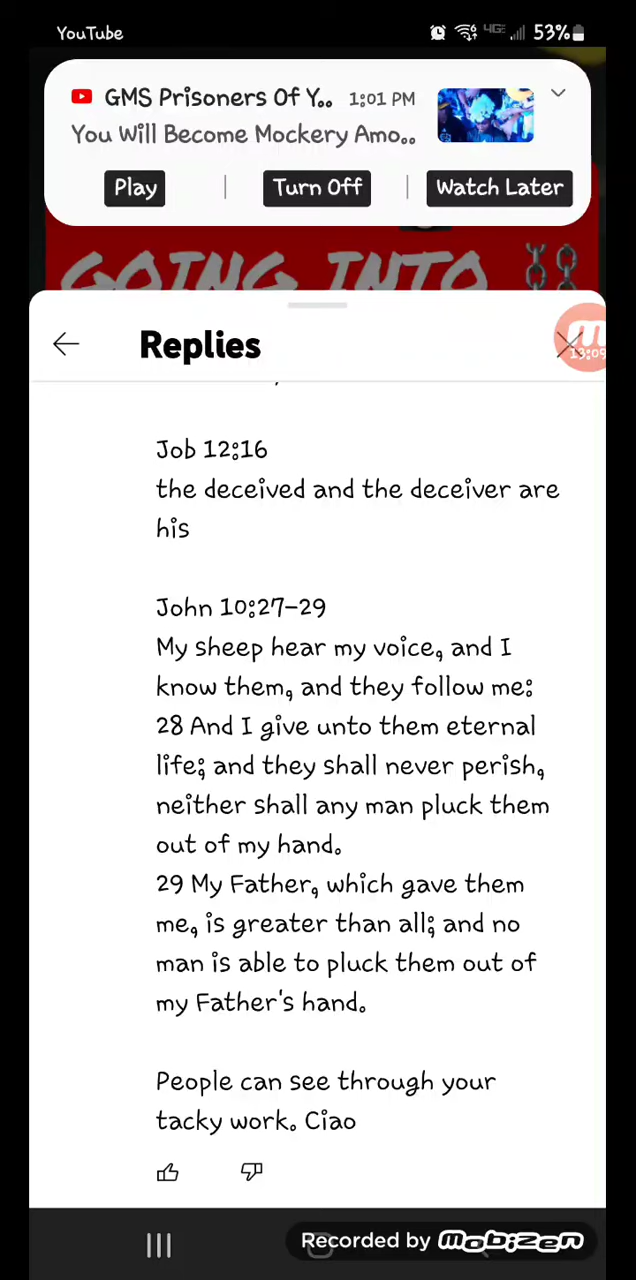 YouTube
4GE 53%
GMS Prisoners Of Y.. 1:01 PM
You Will Become Mockery Amo..
Play | Turn Off | Watch Later
GOING INTO
Replies
13:09
Job 12:16
the deceived and the deceiver are
his
John 10:27-29
My sheep hear my voice, and I
know them, and they follow me:
28 And I give unto them eternal
life; and they shall never perish,
neither shall any man pluck them
out of my hand.
29 My Father, which gave them
me, is greater than all; and no
man is able to pluck them out of
my Father's hand.
People can see through your
tacky work. Ciao
Recorded by mobizen